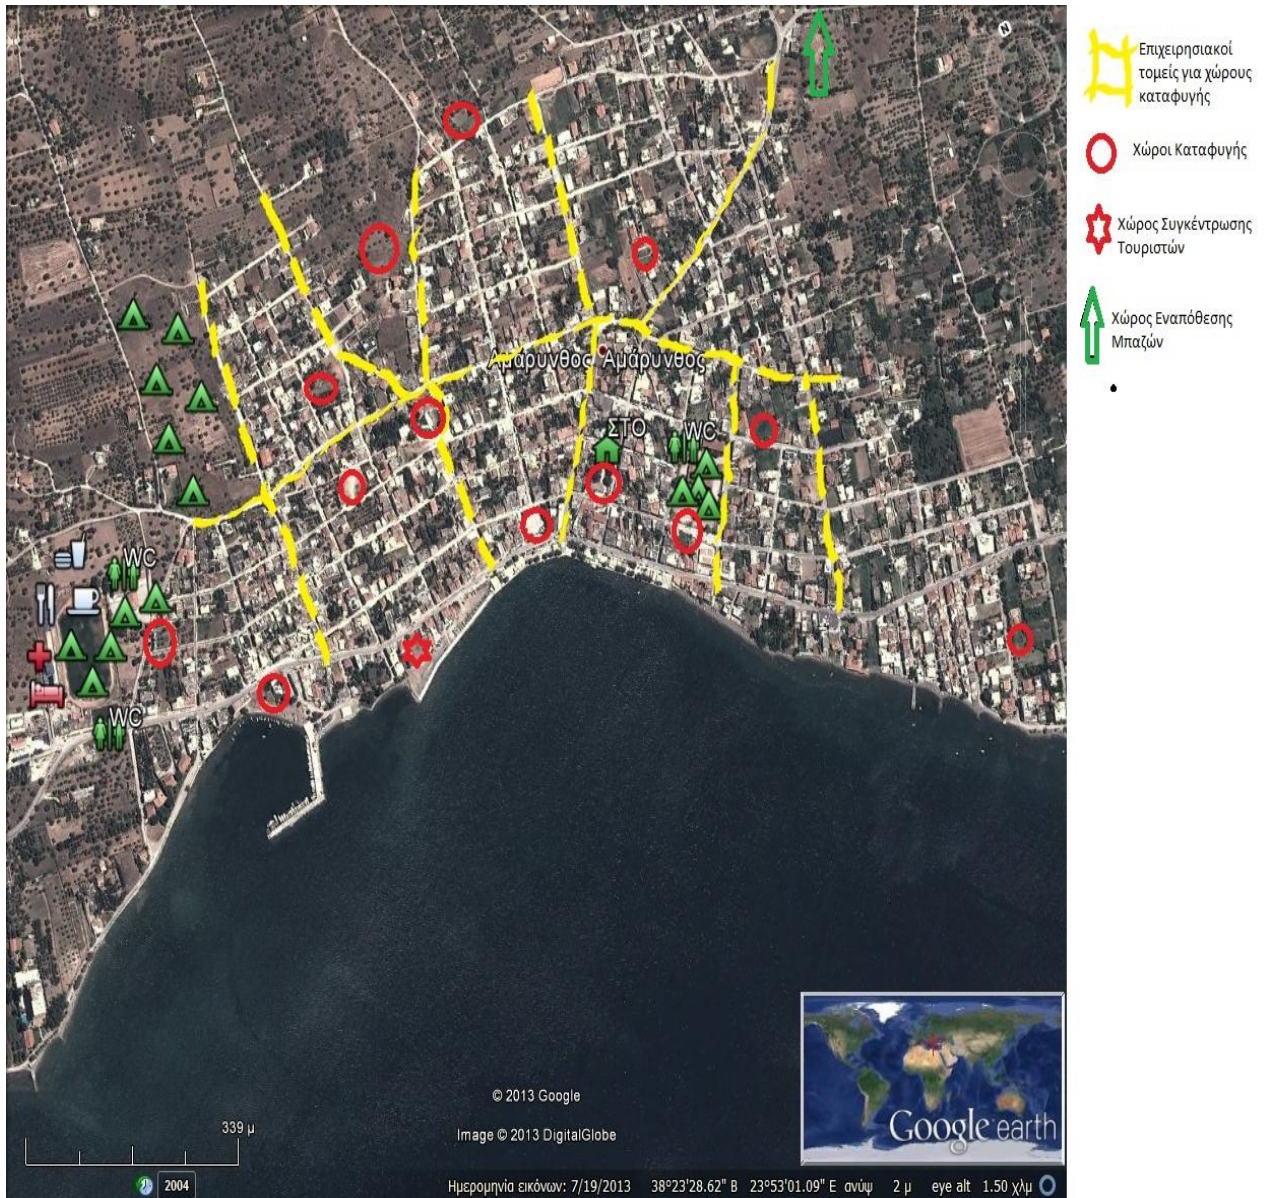 N
Επιχειρησιακοί
τομείς για χώρους
καταφυγής
Χώροι Καταφυγής
Χώρος Συγκέντρωσης
Τουριστών
Χώρος Εναπόθεσης
Μπαζών
Αμάρυνθος Αμάρυνθος
ΣΤΟ
WC
WC
WC
© 2013 Google
Image © 2013 DigitalGlobe
Google earth
339 μ
2004
Ημερομηνία εικόνων: 7/19/2013 38°23'28.62" Β 23°53'01.09" Ε ανύψ 2 μ eye alt 1.50 χλμ